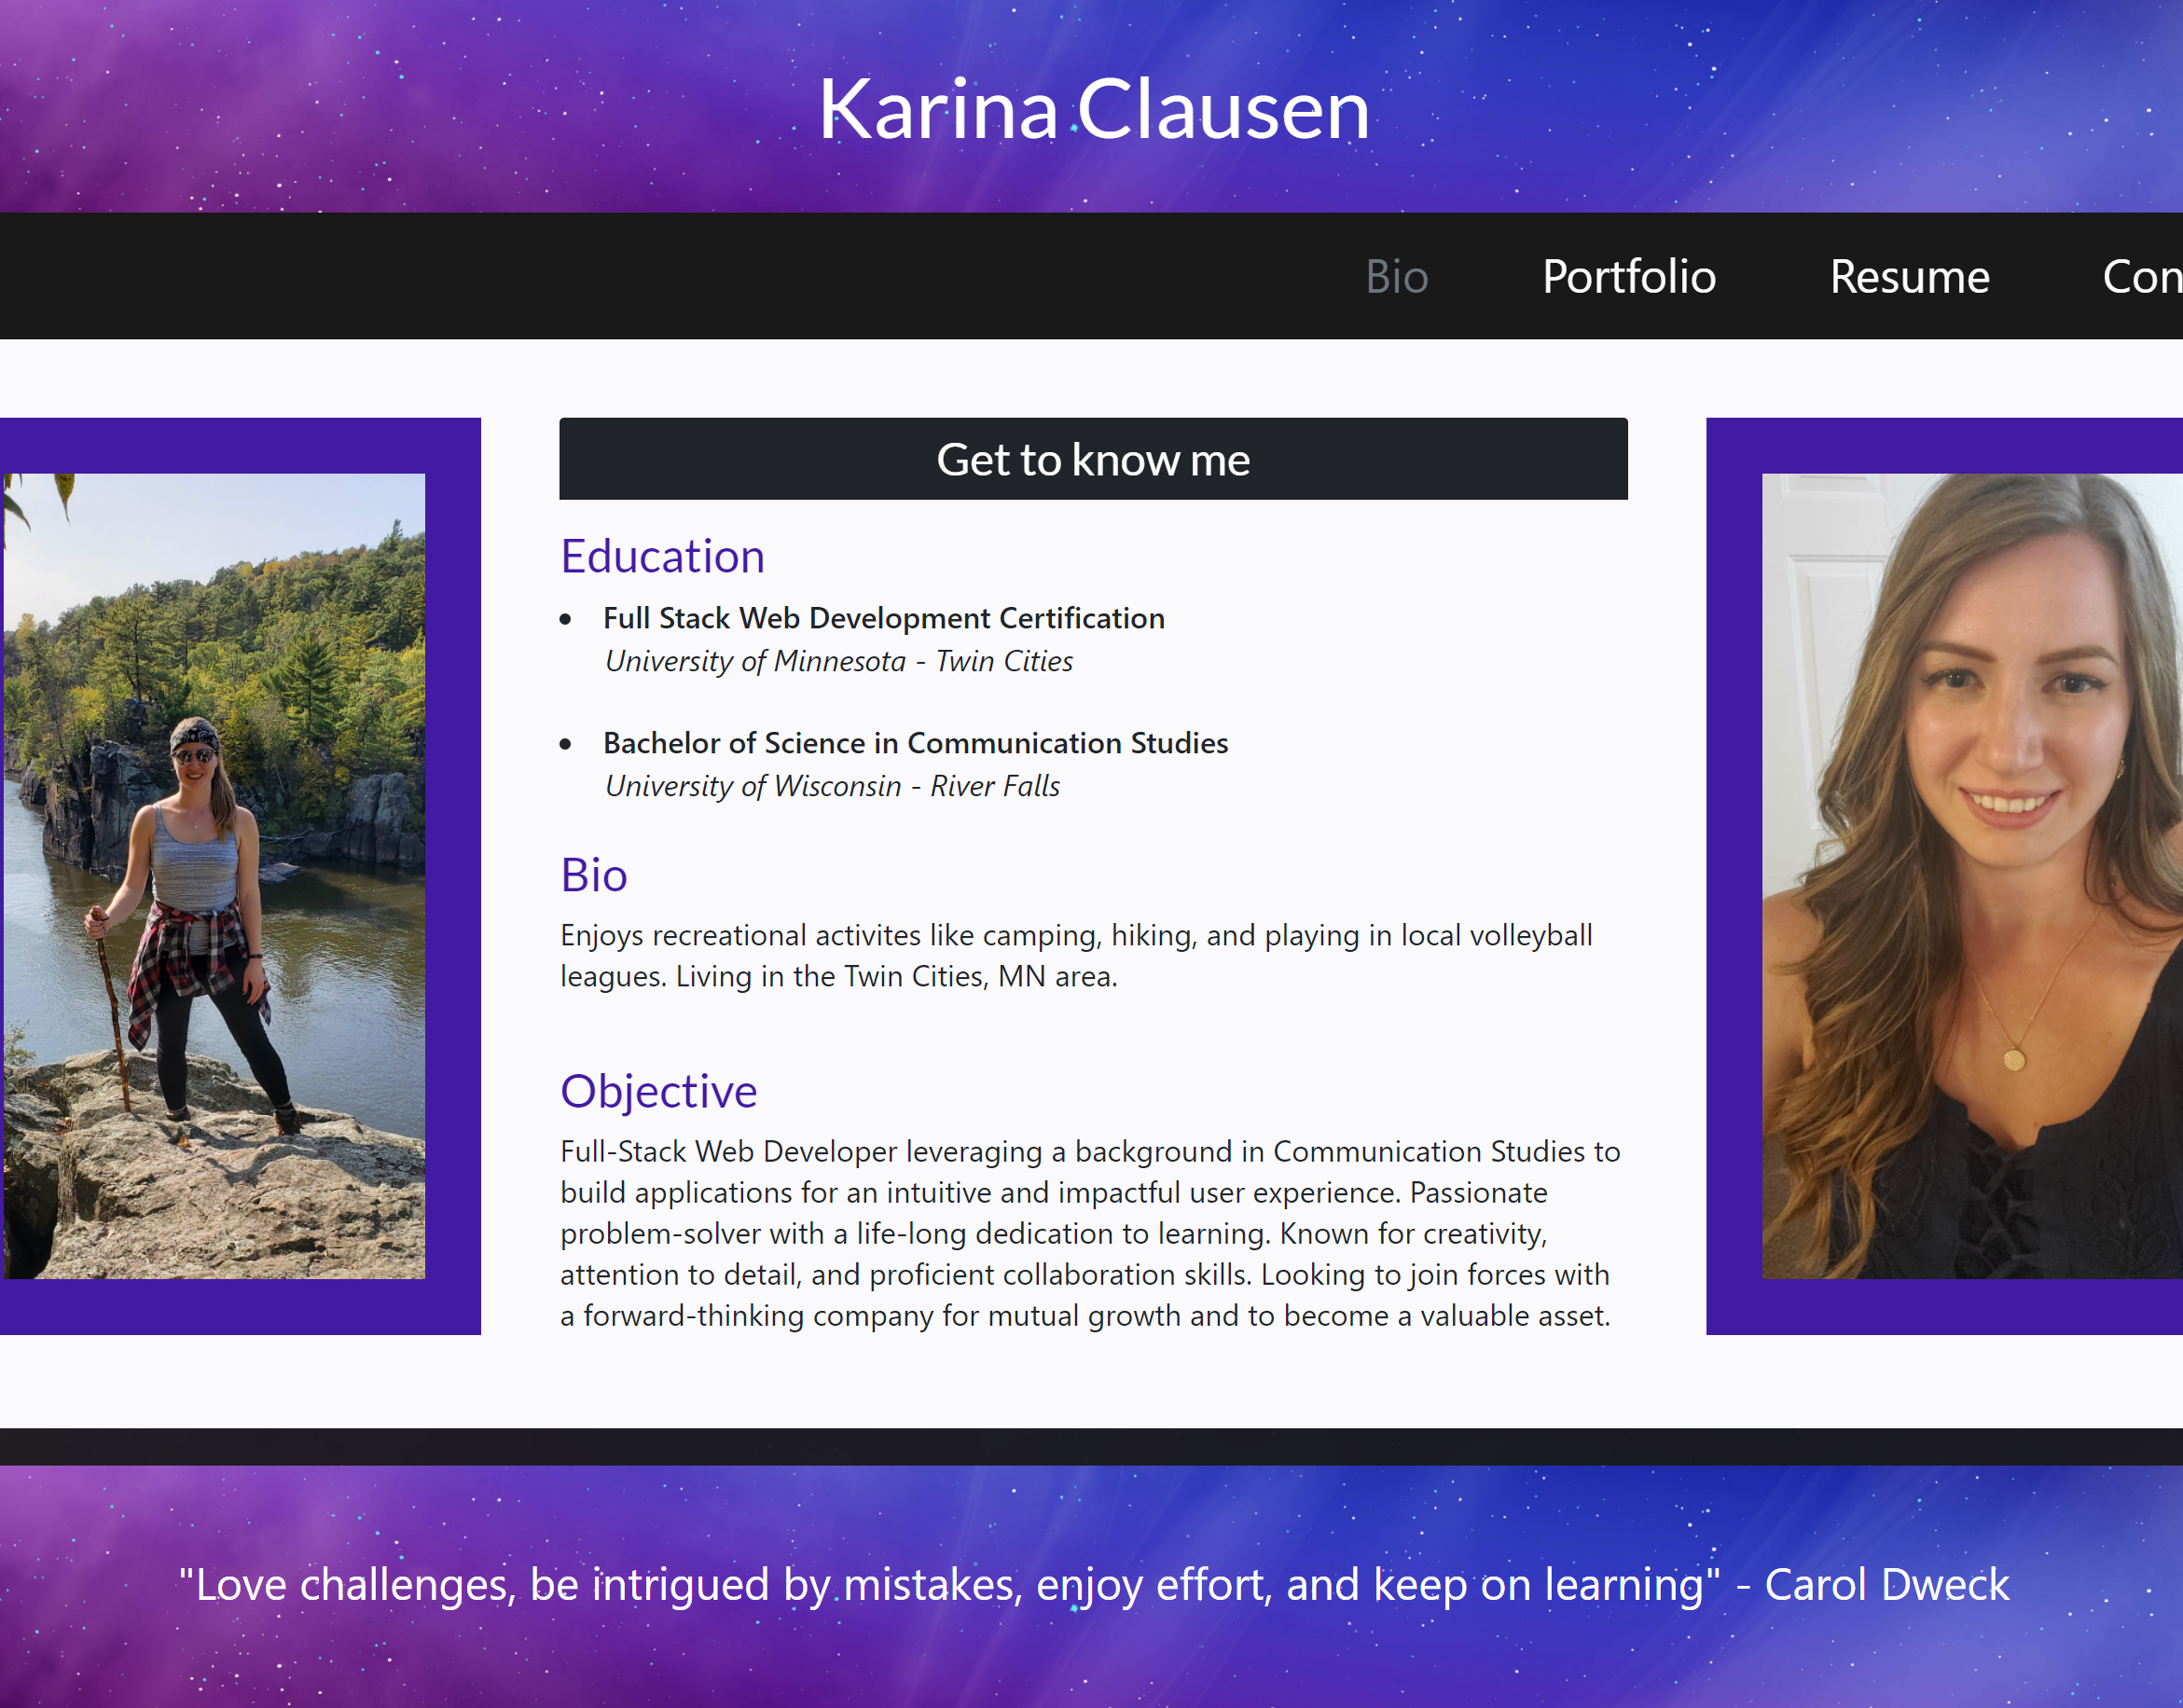 Karina Clausen
Bio Portfolio Resume Con
Get to know me
Education
• Full Stack Web Development Certification
University of Minnesota - Twin Cities
• Bachelor of Science in Communication Studies
University of Wisconsin - River Falls
Bio
Enjoys recreational activites like camping, hiking, and playing in local volleyball
leagues. Living in the Twin Cities, MN area.
Objective
Full-Stack Web Developer leveraging a background in Communication Studies to
build applications for an intuitive and impactful user experience. Passionate
problem-solver with a life-long dedication to learning. Known for creativity,
attention to detail, and proficient collaboration skills. Looking to join forces with
a forward-thinking company for mutual growth and to become a valuable asset.
"Love challenges, be intrigued by mistakes, enjoy effort, and keep on learning" - Carol Dweck